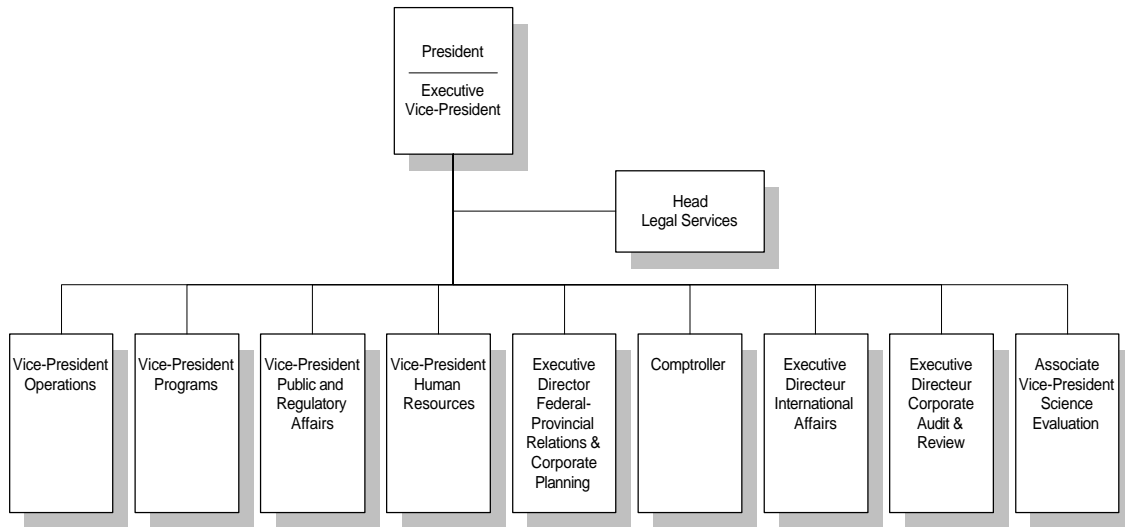 President
Executive
Vice-President
Head
Legal Services
Vice-President
Operations
Vice-President
Programs
Vice-President
Public and
Regulatory
Affairs
Vice-President
Human
Resources
Executive
Director
Federal-
Provincial
Relations &
Corporate
Planning
Comptroller
Executive
Directeur
International
Affairs
Executive
Directeur
Corporate
Audit &
Review
Associate
Vice-President
Science
Evaluation